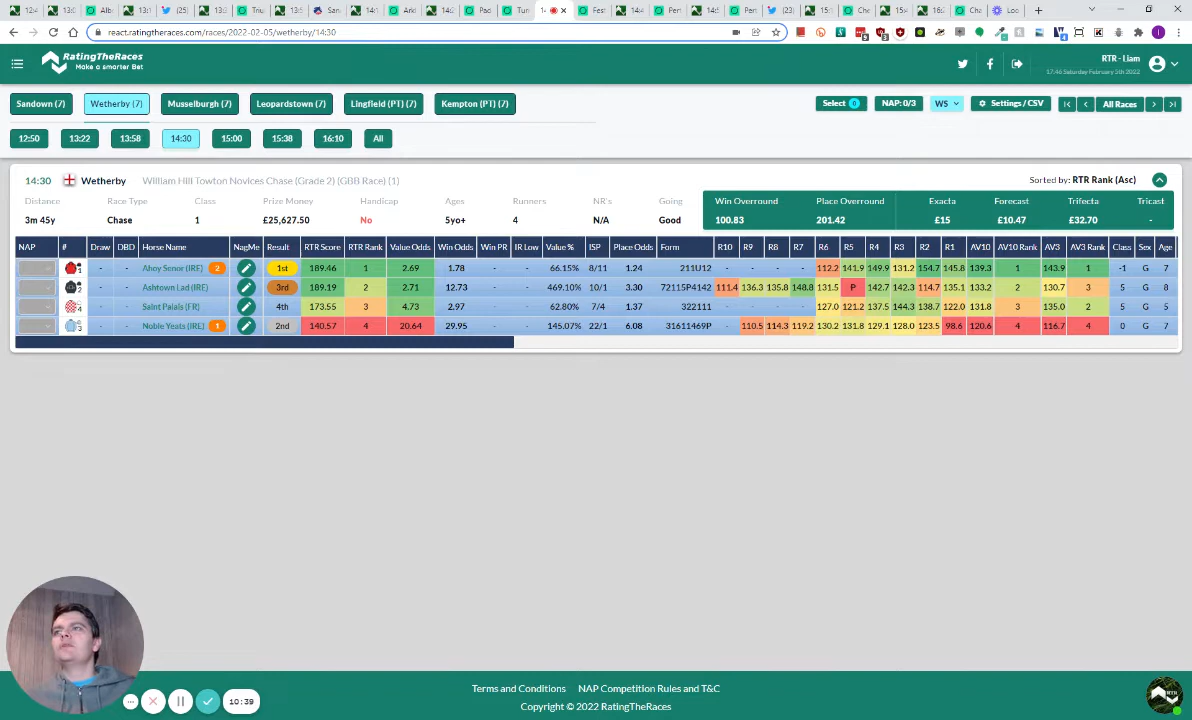 react.ratingtheraces.com/races/2022-02-05/wetherby/14:30
RatingTheRaces
Make a smarter Bet
RTR - Liam
17:46 Saturday February 5th 2022
Sandown (7) Wetherby (7) Musselburgh (7) Leopardstown (7) Lingfield (PT) (7) Kempton (PT) (7) Select 0 NAP: 0/3 WS Settings / CSV All Races
12:50 13:22 13:58 14:30 15:00 15:38 16:10 All
14:30 Wetherby William Hill Towton Novices Chase (Grade 2) (GBB Race) (1) Sorted by: RTR Rank (Asc)
Distance Race Type Class Prize Money Handicap Ages Runners NR's Going Win Overround Place Overround Exacta Forecast Trifecta Tricast
3m 45y Chase 1 £25,627.50 No 5yo+ 4 N/A Good 100.83 201.42 £15 £10.47 £32.70 -
NAP # Draw DBD Horse Name NagMe Result RTR Score RTR Rank Value Odds Win Odds Win PR IR Low Value % ISP Place Odds Form R10 R9 R8 R7 R6 R5 R4 R3 R2 R1 AV10 AV10 Rank AV3 AV3 Rank Class Sex Age
1 - - Ahoy Senor (IRE) 2 1st 189.46 1 2.69 1.78 - - 66.15% 8/11 1.24 211U12 - - - - 112.2 141.9 149.9 131.2 154.7 145.8 139.3 1 143.9 1 -1 G 7
2 - - Ashtown Lad (IRE) 3rd 189.19 2 2.71 12.73 - - 469.10% 10/1 3.30 72115P4142 111.4 136.3 135.8 148.8 131.5 P 142.7 142.3 114.7 135.1 133.2 2 130.7 3 5 G 8
4 - - Saint Palais (FR) 4th 173.55 3 4.73 2.97 - - 62.80% 7/4 1.37 322111 - - - - 127.0 121.2 137.5 144.3 138.7 122.0 131.8 3 135.0 2 5 G 5
3 - - Noble Yeats (IRE) 1 2nd 140.57 4 20.64 29.95 - - 145.07% 22/1 6.08 31611469P - 110.5 114.3 119.2 130.2 131.8 129.1 128.0 123.5 98.6 120.6 4 116.7 4 0 G 7
10:39
Terms and Conditions NAP Competition Rules and T&C
Copyright © 2022 RatingTheRaces